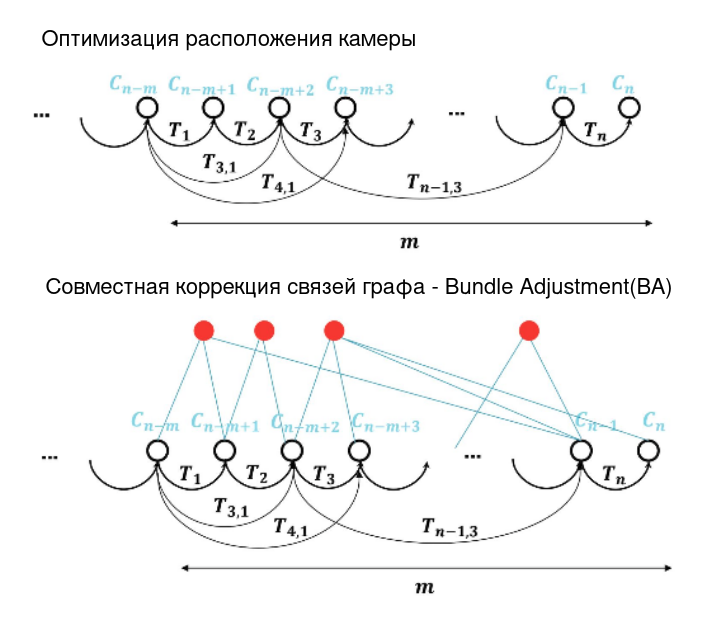 Оптимизация расположения камеры
C_{n-m} C_{n-m+1} C_{n-m+2} C_{n-m+3} C_{n-1} C_n
... ...
T_1 T_2 T_3 T_n
T_{3,1}
T_{4,1} T_{n-1,3}
m
Совместная коррекция связей графа - Bundle Adjustment(BA)
C_{n-m} C_{n-m+1} C_{n-m+2} C_{n-m+3} C_{n-1} C_n
... ...
T_1 T_2 T_3 T_n
T_{3,1}
T_{4,1} T_{n-1,3}
m